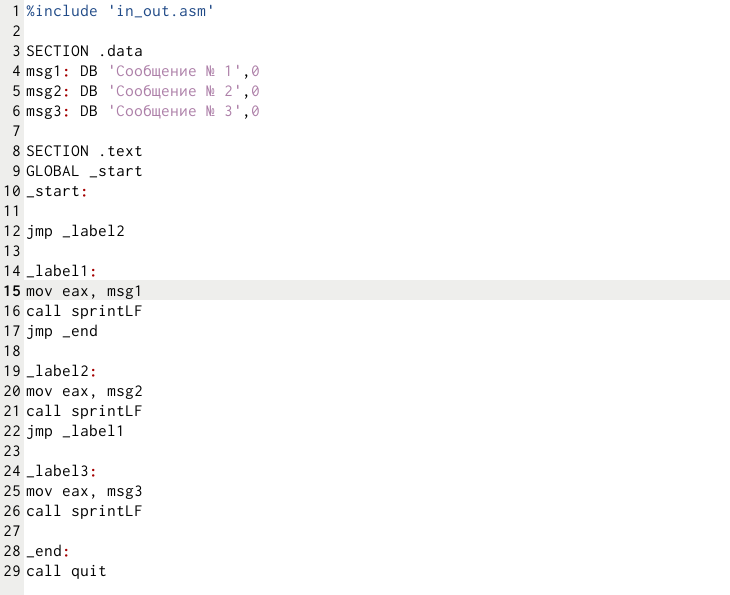 1 %include 'in_out.asm'
2
3 SECTION .data
4 msg1: DB 'Сообщение № 1',0
5 msg2: DB 'Сообщение № 2',0
6 msg3: DB 'Сообщение № 3',0
7
8 SECTION .text
9 GLOBAL _start
10 _start:
11
12 jmp _label2
13
14 _label1:
15 mov eax, msg1
16 call sprintLF
17 jmp _end
18
19 _label2:
20 mov eax, msg2
21 call sprintLF
22 jmp _label1
23
24 _label3:
25 mov eax, msg3
26 call sprintLF
27
28 _end:
29 call quit